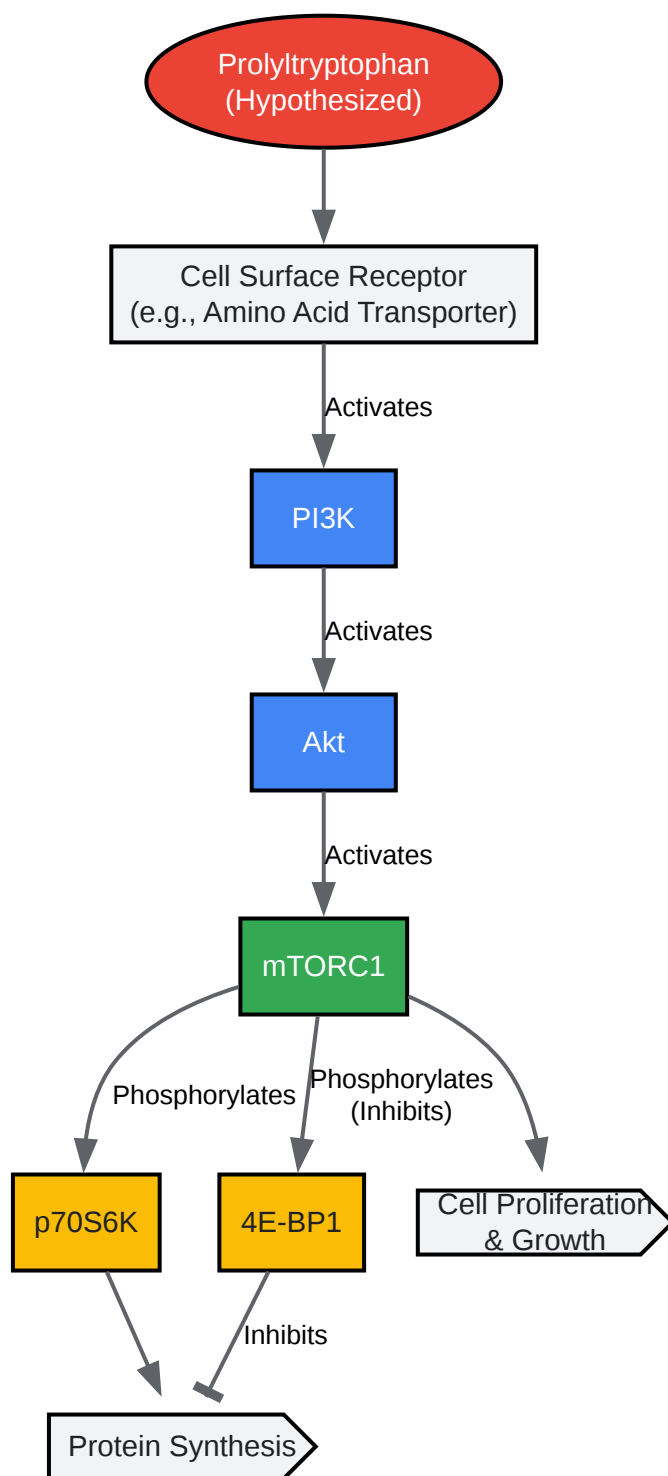 Prolyltryptophan
(Hypothesized)
Cell Surface Receptor
(e.g., Amino Acid Transporter)
Activates
PI3K
Activates
Akt
Activates
mTORC1
Phosphorylates
Phosphorylates
(Inhibits)
p70S6K
4E-BP1
Cell Proliferation
& Growth
Inhibits
Protein Synthesis